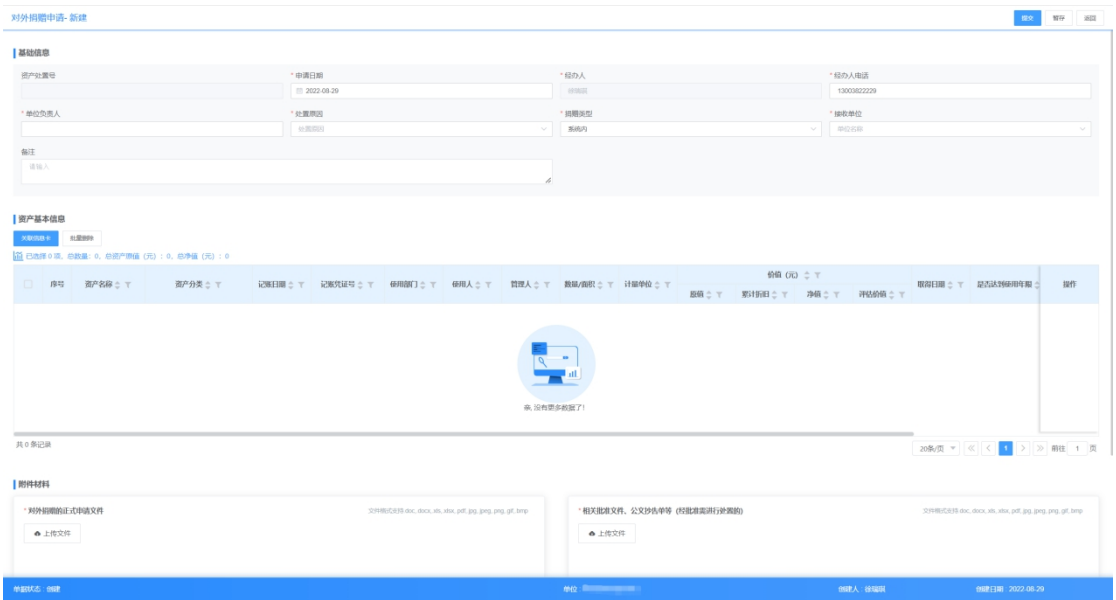 对外捐赠申请- 新建
提交 暂存 返回
基础信息
资产处置号 * 申请日期 * 经办人 * 经办人电话
2022-08-29 徐瑞琪 13003822229
* 单位负责人 * 处置原因 * 捐赠类型 * 接收单位
处置原因 系统内 单位名称
备注
请输入
资产基本信息
关联信息卡 批量删除
已选择 0 项，总数量：0，总资产原值（元）：0，总净值（元）：0
价值（元）
序号 资产名称 资产分类 记账日期 记账凭证号 使用部门 使用人 管理人 数量/面积 计量单位 取得日期 是否达到使用年限 操作
原值 累计折旧 净值 评估价值
亲, 没有更多数据了!
共 0 条记录
20条/页 1 前往 1 页
附件材料
* 对外捐赠的正式申请文件 文件格式支持 doc, docx, xls, xlsx, pdf, jpg, jpeg, png, gif, bmp
上传文件
* 相关批准文件、公文抄告单等（经批准需进行处置的） 文件格式支持 doc, docx, xls, xlsx, pdf, jpg, jpeg, png, gif, bmp
上传文件
单据状态 创建 单位 创建人 徐瑞琪 创建日期 2022-08-29